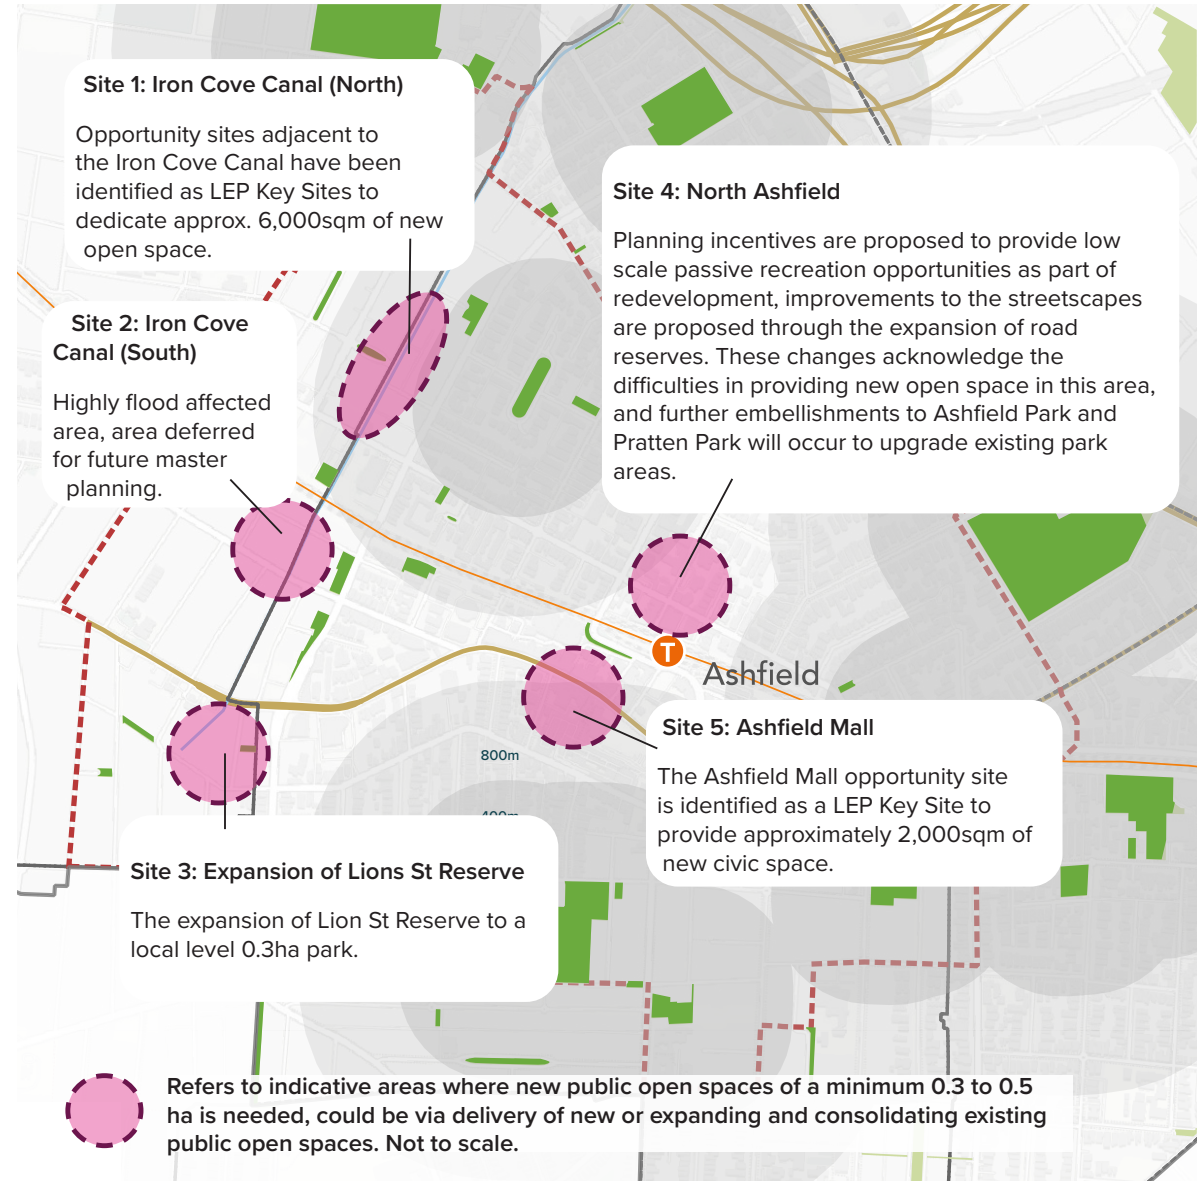 Site 1: Iron Cove Canal (North)
Opportunity sites adjacent to
the Iron Cove Canal have been
identified as LEP Key Sites to
dedicate approx. 6,000sqm of new
open space.
Site 2: Iron Cove
Canal (South)
Highly flood affected
area, area deferred
for future master
planning.
Site 4: North Ashfield
Planning incentives are proposed to provide low
scale passive recreation opportunities as part of
redevelopment, improvements to the streetscapes
are proposed through the expansion of road
reserves. These changes acknowledge the
difficulties in providing new open space in this area,
and further embellishments to Ashfield Park and
Pratten Park will occur to upgrade existing park
areas.
T
Ashfield
Site 5: Ashfield Mall
The Ashfield Mall opportunity site
is identified as a LEP Key Site to
provide approximately 2,000sqm of
new civic space.
800m
400m
Site 3: Expansion of Lions St Reserve
The expansion of Lion St Reserve to a
local level 0.3ha park.
Refers to indicative areas where new public open spaces of a minimum 0.3 to 0.5
ha is needed, could be via delivery of new or expanding and consolidating existing
public open spaces. Not to scale.